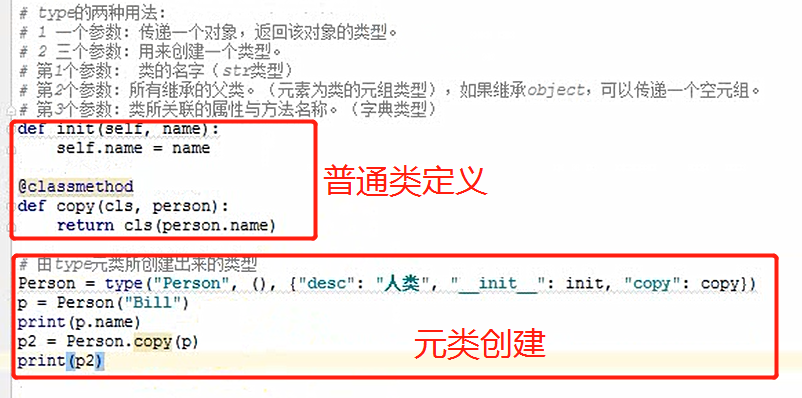 # type的两种用法:
# 1 一个参数: 传递一个对象，返回该对象的类型。
# 2 三个参数: 用来创建一个类型。
# 第1个参数: 类的名字（str类型）
# 第2个参数: 所有继承的父类。（元素为类的元组类型），如果继承object，可以传递一个空元组。
# 第3个参数: 类所关联的属性与方法名称。（字典类型）
def init(self, name):
self.name = name
@classmethod
def copy(cls, person):
return cls(person.name)
普通类定义
# 由type元类所创建出来的类型
Person = type("Person", (), {"desc": "人类", "__init__": init, "copy": copy})
p = Person("Bill")
print(p.name)
p2 = Person.copy(p)
print(p2)
元类创建